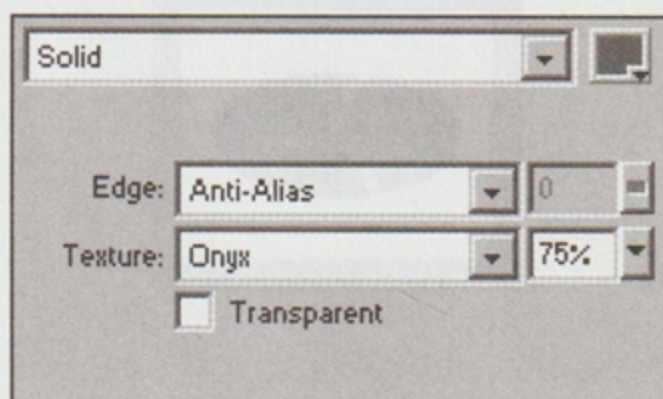 Solid
Edge: Anti-Alias 0
Texture: Onyx 75%
Transparent